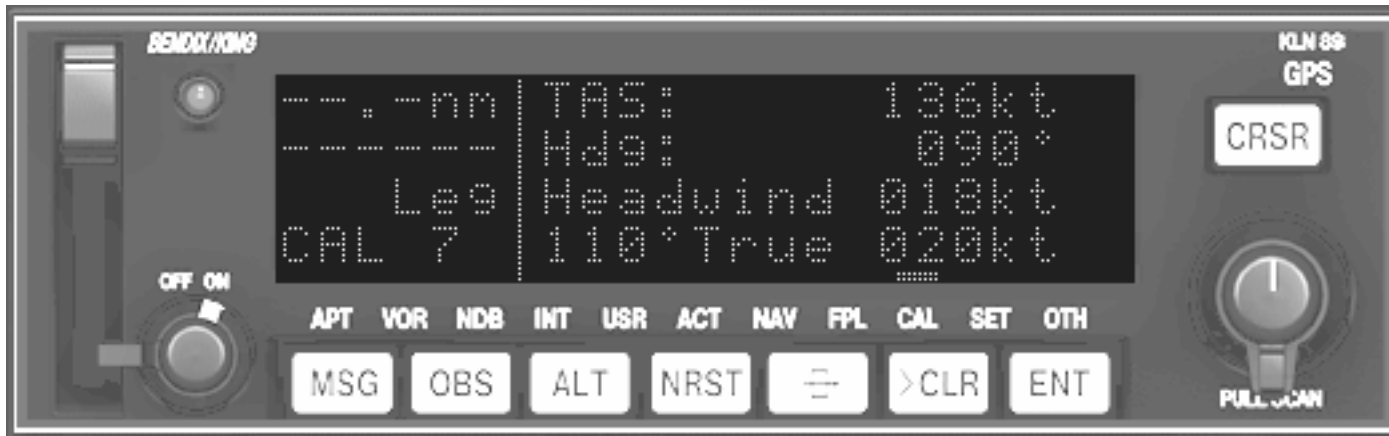 BENDIX/KING
KLN 89
GPS
--.-nm TAS: 136kt
----- Hdg: 090°
Leg Headwind 018kt
CAL 7 110°True 020kt
CRSR
OFF ON
APT VOR NDB INT USR ACT NAV FPL CAL SET OTH
MSG OBS ALT NRST >CLR ENT
PULL SCAN